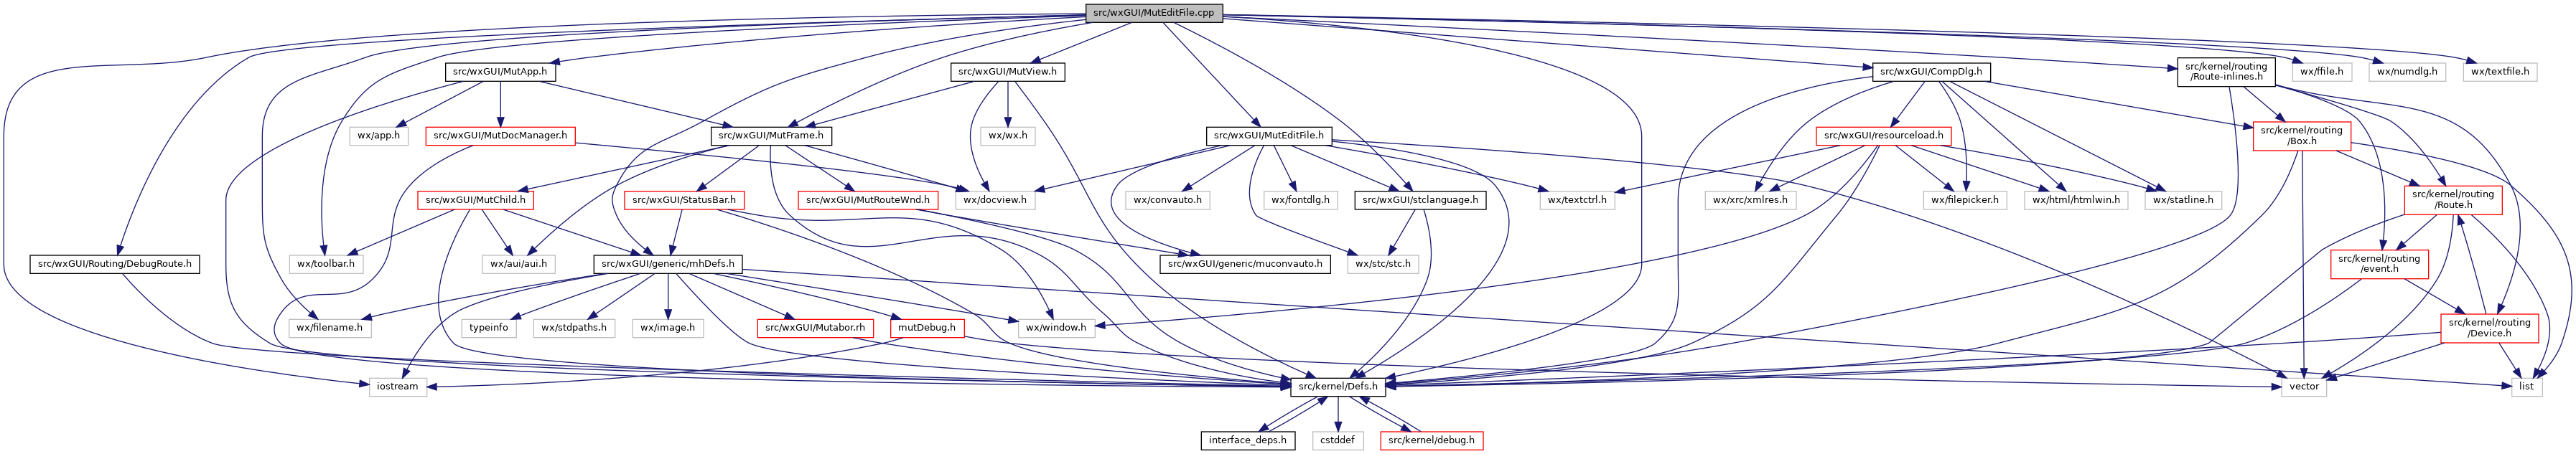 src/wxGUI/MutEditFile.cpp
src/wxGUI/MutApp.h
src/wxGUI/MutView.h
src/wxGUI/CompDlg.h
src/kernel/routing
/Route-inlines.h
wx/ffile.h
wx/numdlg.h
wx/textfile.h
wx/app.h
src/wxGUI/MutDocManager.h
src/wxGUI/MutFrame.h
wx/wx.h
src/wxGUI/MutEditFile.h
src/wxGUI/resourceload.h
src/kernel/routing
/Box.h
src/wxGUI/MutChild.h
src/wxGUI/StatusBar.h
src/wxGUI/MutRouteWnd.h
wx/docview.h
wx/convauto.h
wx/fontdlg.h
src/wxGUI/stclanguage.h
wx/textctrl.h
wx/xrc/xmlres.h
wx/filepicker.h
wx/html/htmlwin.h
wx/statline.h
src/kernel/routing
/Route.h
src/wxGUI/Routing/DebugRoute.h
wx/toolbar.h
wx/aui/aui.h
src/wxGUI/generic/mhDefs.h
src/wxGUI/generic/muconvauto.h
wx/stc/stc.h
src/kernel/routing
/event.h
wx/filename.h
typeinfo
wx/stdpaths.h
wx/image.h
src/wxGUI/Mutabor.rh
mutDebug.h
wx/window.h
src/kernel/routing
/Device.h
iostream
src/kernel/Defs.h
vector
list
interface_deps.h
cstddef
src/kernel/debug.h